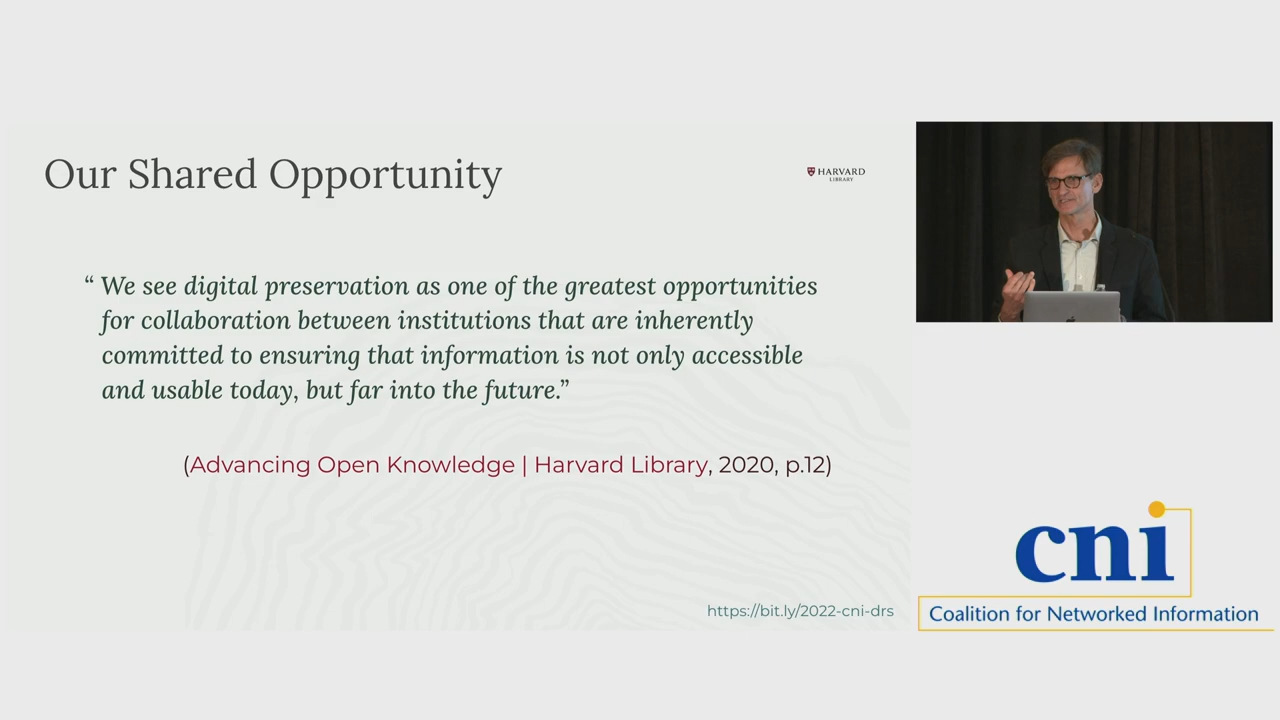 Our Shared Opportunity
HARVARD
LIBRARY
“ We see digital preservation as one of the greatest opportunities
for collaboration between institutions that are inherently
committed to ensuring that information is not only accessible
and usable today, but far into the future.”
(Advancing Open Knowledge | Harvard Library, 2020, p.12)
https://bit.ly/2022-cni-drs
cni
Coalition for Networked Information